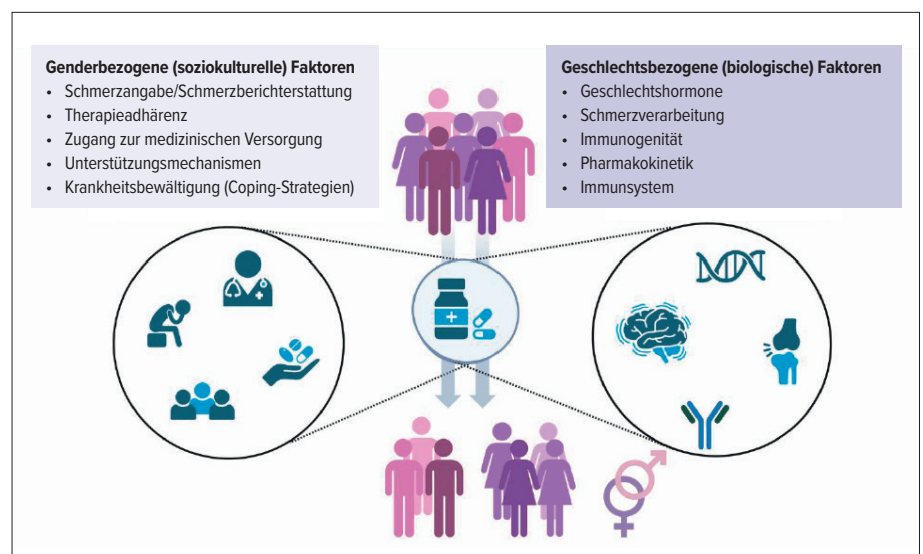 Genderbezogene (soziokulturelle) Faktoren
• Schmerzangabe/Schmerzberichterstattung
• Therapieadhärenz
• Zugang zur medizinischen Versorgung
• Unterstützungsmechanismen
• Krankheitsbewältigung (Coping-Strategien)
Geschlechtsbezogene (biologische) Faktoren
• Geschlechtshormone
• Schmerzverarbeitung
• Immunogenität
• Pharmakokinetik
• Immunsystem